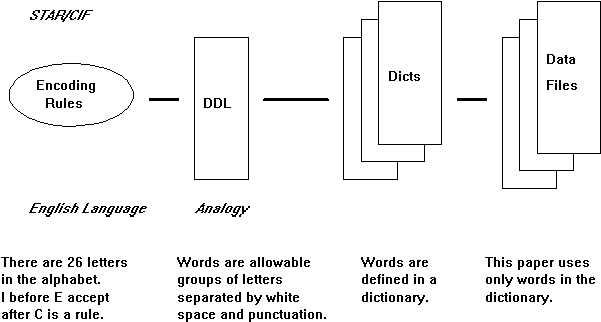 STAR/CIF
Encoding
Rules
DDL
Dicts
Data
Files
English Language
Analogy
There are 26 letters
in the alphabet.
I before E accept
after C is a rule.
Words are allowable
groups of letters
separated by white
space and punctuation.
Words are
defined in a
dictionary.
This paper uses
only words in the
dictionary.